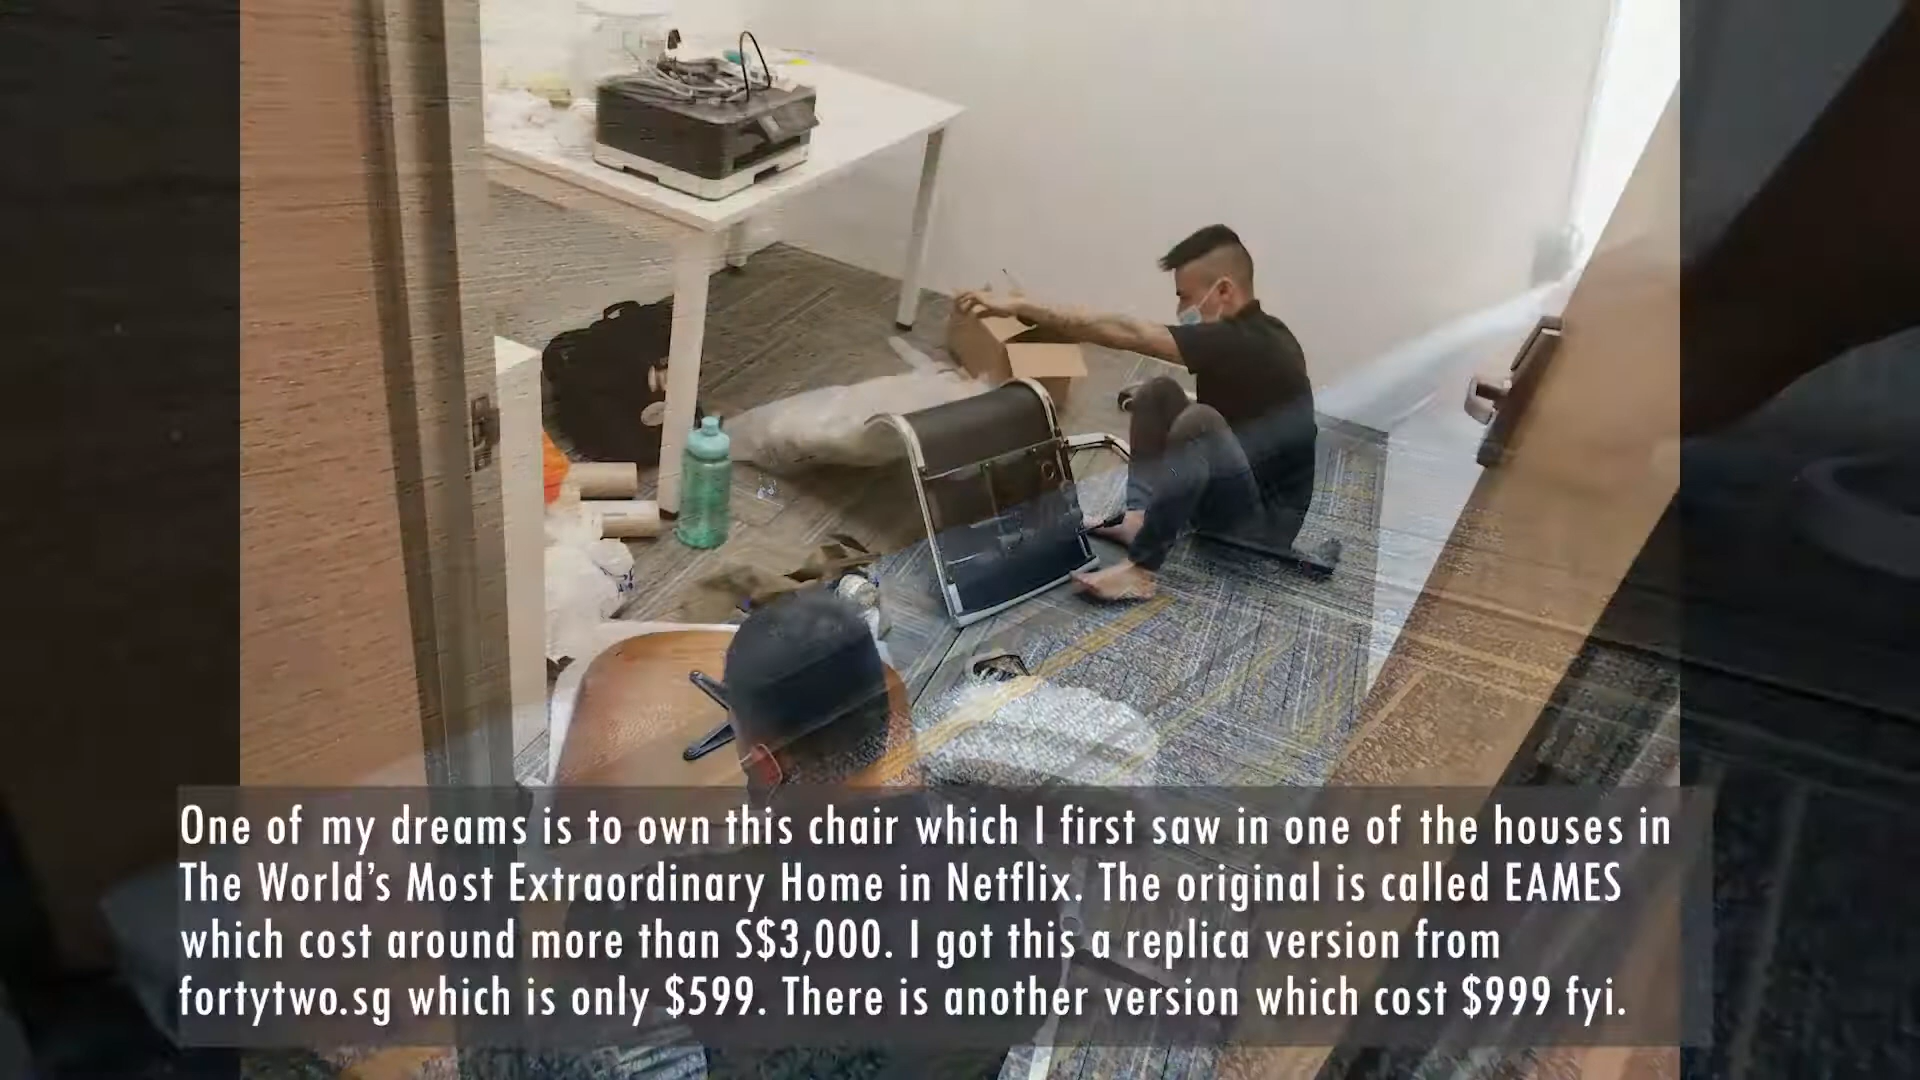 One of my dreams is to own this chair which I first saw in one of the houses in
The World's Most Extraordinary Home in Netflix. The original is called EAMES
which cost around more than S$3,000. I got this a replica version from
fortytwo.sg which is only $599. There is another version which cost $999 fyi.